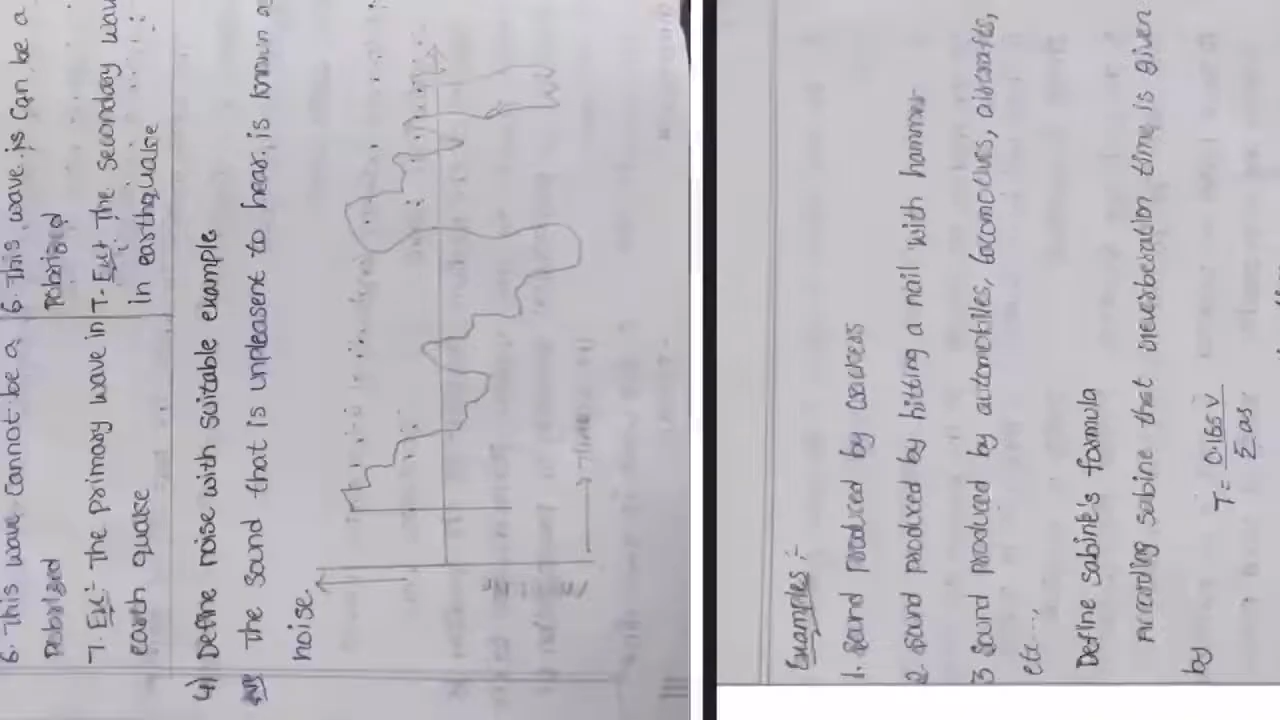 6. This wave cannot be a
Polarized
7. Ex:- The primary wave in
earth quake
6. This wave is can be a
Polarized
7. Ex:- The secondary wav
in earthquake
4) Define noise with suitable example.
Ans The sound that is unpleasent to hear is known a
noise.
Examples:-
1. Sound produced by crackers
2. Sound produced by hitting a nail with hammer
3 Sound produced by automobiles, locomotives, aircrafts,
etc...,
Define sabine's formula
According sabine that reverberation time is given
by
T = 0.165V / Σas